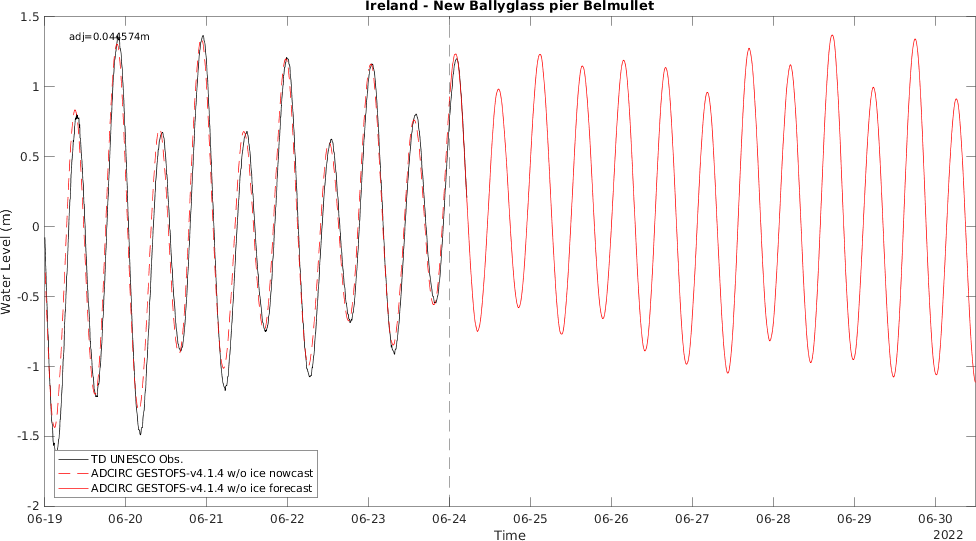 Ireland - New Ballyglass pier Belmullet
adj=0.044574m
1.5
1
0.5
0
-0.5
-1
-1.5
-2
Water Level (m)
TD UNESCO Obs.
ADCIRC GESTOFS-v4.1.4 w/o ice nowcast
ADCIRC GESTOFS-v4.1.4 w/o ice forecast
06-19 06-20 06-21 06-22 06-23 06-24 06-25 06-26 06-27 06-28 06-29 06-30
Time
2022